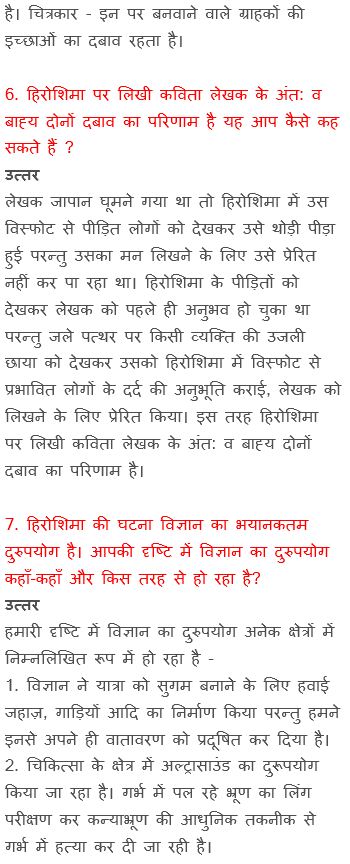 है। चित्रकार - इन पर बनवाने वाले ग्राहकों की
इच्छाओं का दबाव रहता है।
6. हिरोशिमा पर लिखी कविता लेखक के अंत: व
बाह्य दोनों दबाव का परिणाम है यह आप कैसे कह
सकते हैं ?
उत्तर
लेखक जापान घूमने गया था तो हिरोशिमा में उस
विस्फोट से पीड़ित लोगों को देखकर उसे थोड़ी पीड़ा
हुई परन्तु उसका मन लिखने के लिए उसे प्रेरित
नहीं कर पा रहा था। हिरोशिमा के पीड़ितों को
देखकर लेखक को पहले ही अनुभव हो चुका था
परन्तु जले पत्थर पर किसी व्यक्ति की उजली
छाया को देखकर उसको हिरोशिमा में विस्फोट से
प्रभावित लोगों के दर्द की अनुभूति कराई, लेखक को
लिखने के लिए प्रेरित किया। इस तरह हिरोशिमा
पर लिखी कविता लेखक के अंत: व बाह्य दोनों
दबाव का परिणाम है।
7. हिरोशिमा की घटना विज्ञान का भयानकतम
दुरुपयोग है। आपकी दृष्टि में विज्ञान का दुरुपयोग
कहाँ-कहाँ और किस तरह से हो रहा है?
उत्तर
हमारी दृष्टि में विज्ञान का दुरुपयोग अनेक क्षेत्रों में
निम्नलिखित रूप में हो रहा है -
1. विज्ञान ने यात्रा को सुगम बनाने के लिए हवाई
जहाज़, गाड़ियों आदि का निर्माण किया परन्तु हमने
इनसे अपने ही वातावरण को प्रदूषित कर दिया है।
2. चिकित्सा के क्षेत्र में अल्ट्रासाउंड का दुरूपयोग
किया जा रहा है। गर्भ में पल रहे भ्रूण का लिंग
परीक्षण कर कन्याभ्रूण की आधुनिक तकनीक से
गर्भ में हत्या कर दी जा रही है।